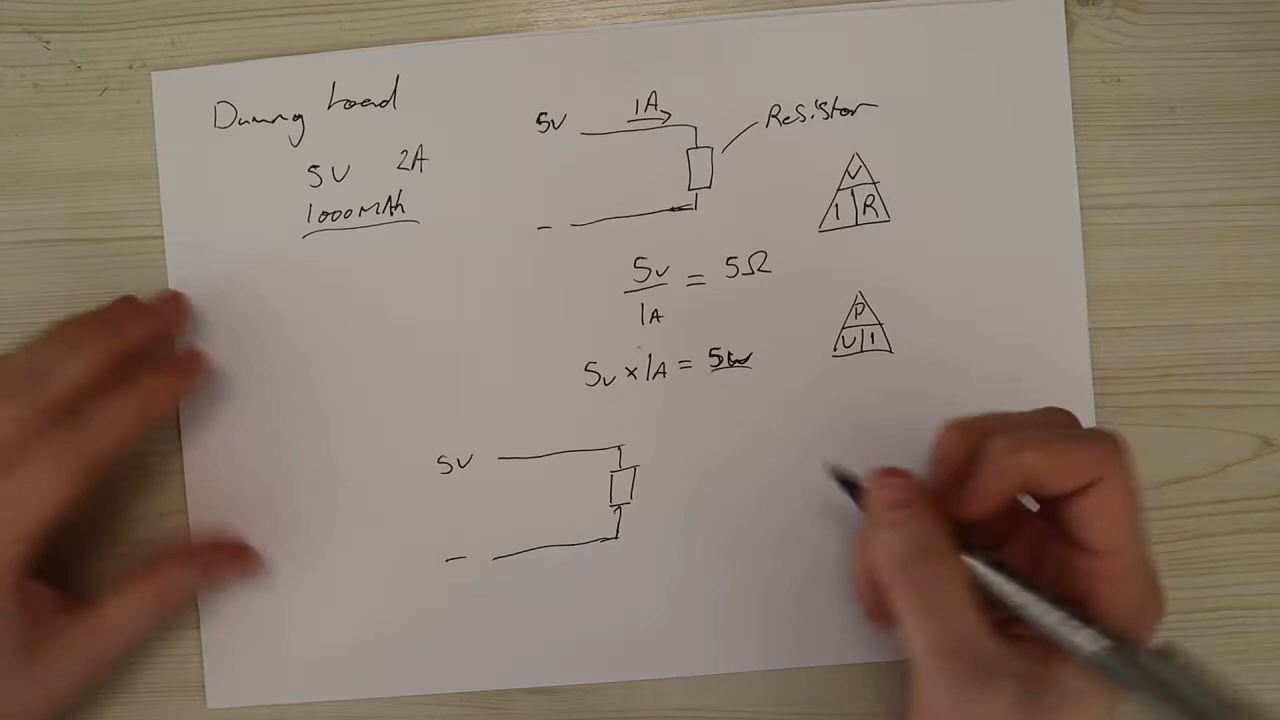 Dummy Load
5V 2A
1000mAh
5V 1A Resistor
-
V
I R
5V
1A
= 5Ω
P
V I
5V x 1A = 5W
5V
-